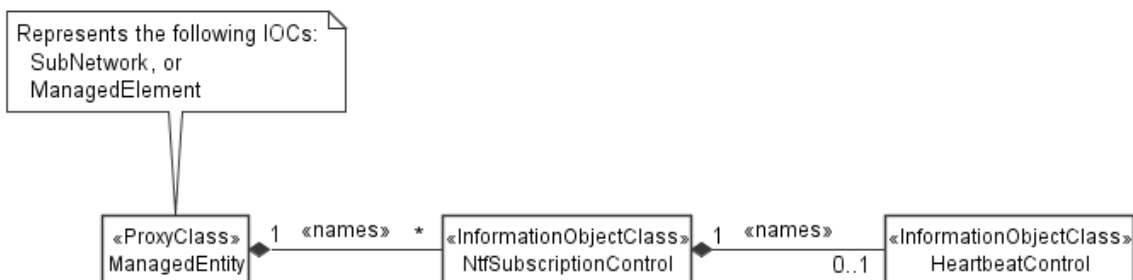 Represents the following IOCs:
SubNetwork, or
ManagedElement
«ProxyClass»
ManagedEntity
1 «names» *
«InformationObjectClass»
NtfSubscriptionControl
1 «names»
0..1
«InformationObjectClass»
HeartbeatControl